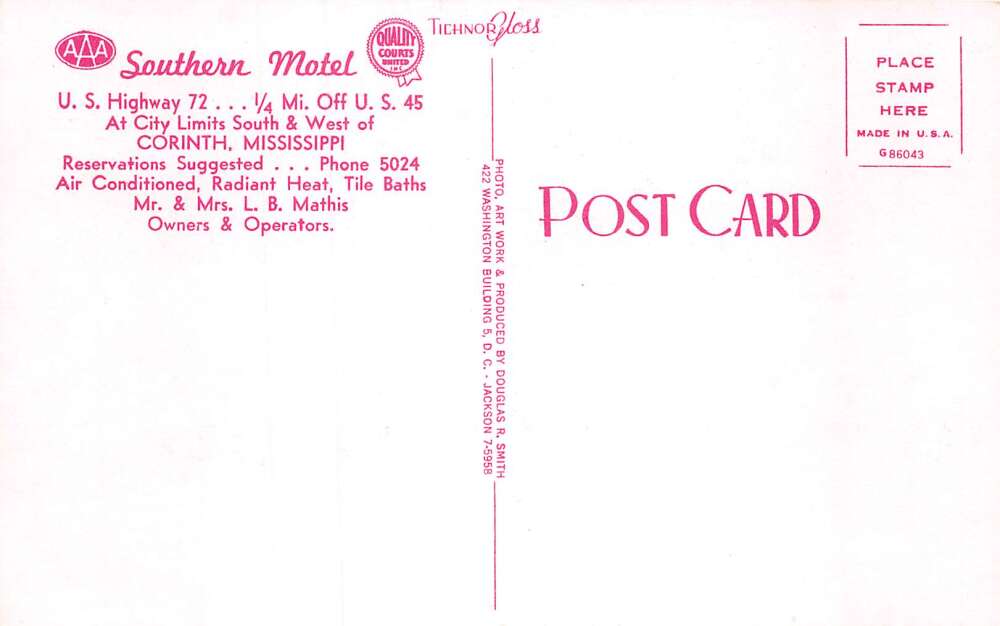 AAA
Southern Motel
QUALITY
COURTS
UNITED
INC
U. S. Highway 72 . . . 1/4 Mi. Off U. S. 45
At City Limits South & West of
CORINTH, MISSISSIPPI
Reservations Suggested . . . Phone 5024
Air Conditioned, Radiant Heat, Tile Baths
Mr. & Mrs. L. B. Mathis
Owners & Operators.
TICHNOR Gloss
PHOTO, ART WORK & PRODUCED BY DOUGLAS R. SMITH
422 WASHINGTON BUILDING 5, D. C. - JACKSON 7-5958
POST CARD
PLACE
STAMP
HERE
MADE IN U.S.A.
G86043